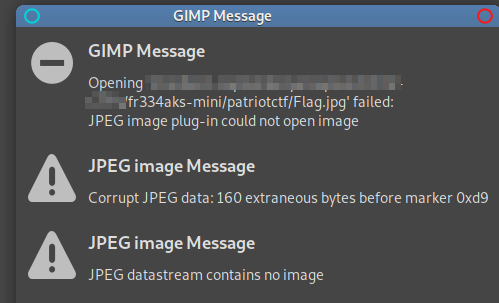 GIMP Message
GIMP Message
Opening
/fr334aks-mini/patriotctf/Flag.jpg' failed:
JPEG image plug-in could not open image
JPEG image Message
Corrupt JPEG data: 160 extraneous bytes before marker 0xd9
JPEG image Message
JPEG datastream contains no image